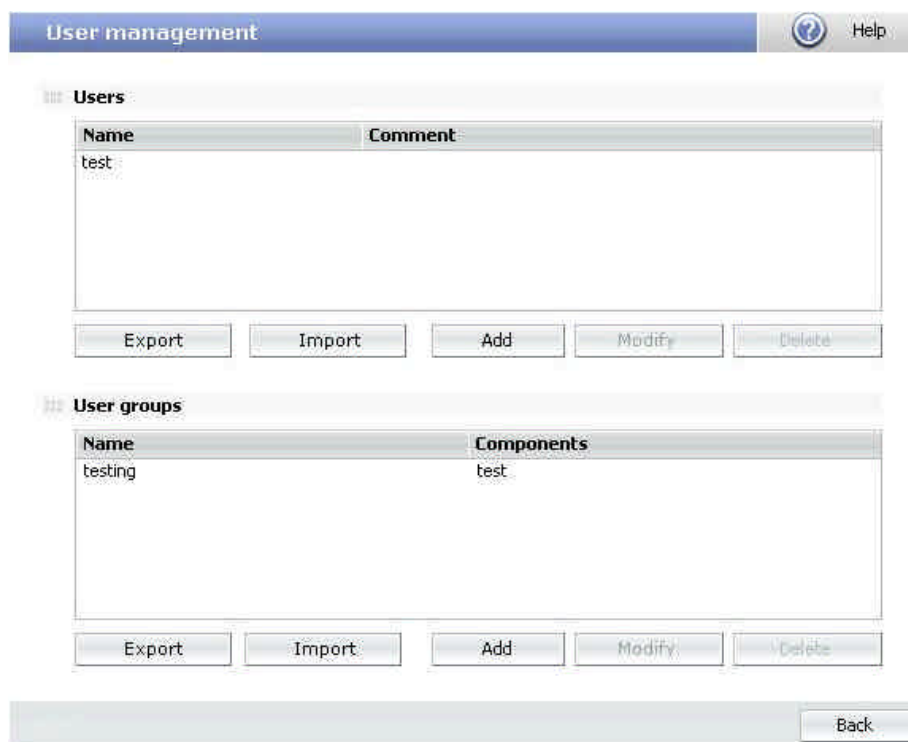 User management Help
Users
Name Comment
test
Export Import Add Modify Delete
User groups
Name Components
testing test
Export Import Add Modify Delete
Back